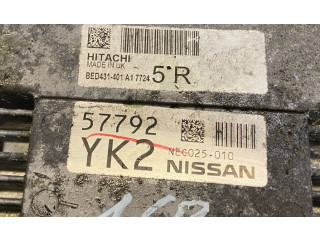 HITACHI
MADE IN UK
BED431-401 A1 7724
5·R
57792
YK2
NEC025-010
NISSAN